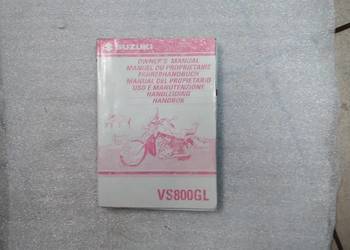 SUZUKI
OWNER'S MANUAL
MANUEL DU PROPRIETAIRE
FAHRERHANDBUCH
MANUAL DEL PROPIETARIO
USO E MANUTENZIONE
HANDLEIDING
HANDBOK
VS800GL